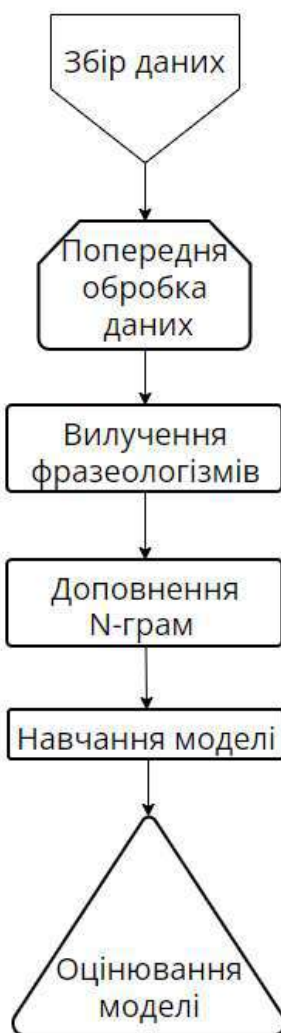 Збір даних
Попередня
обробка
даних
Вилучення
фразеологізмів
Доповнення
N-грам
Навчання моделі
Оцінювання
моделі